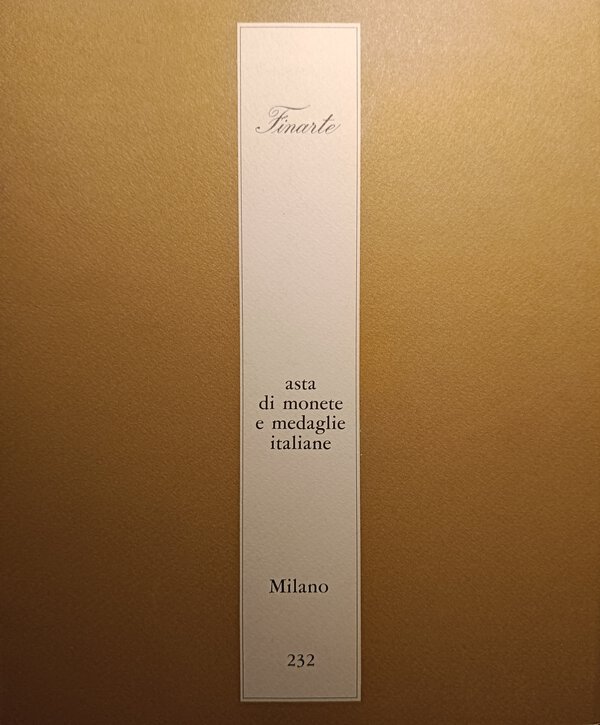 Finarte
asta
di monete
e medaglie
italiane
Milano
232